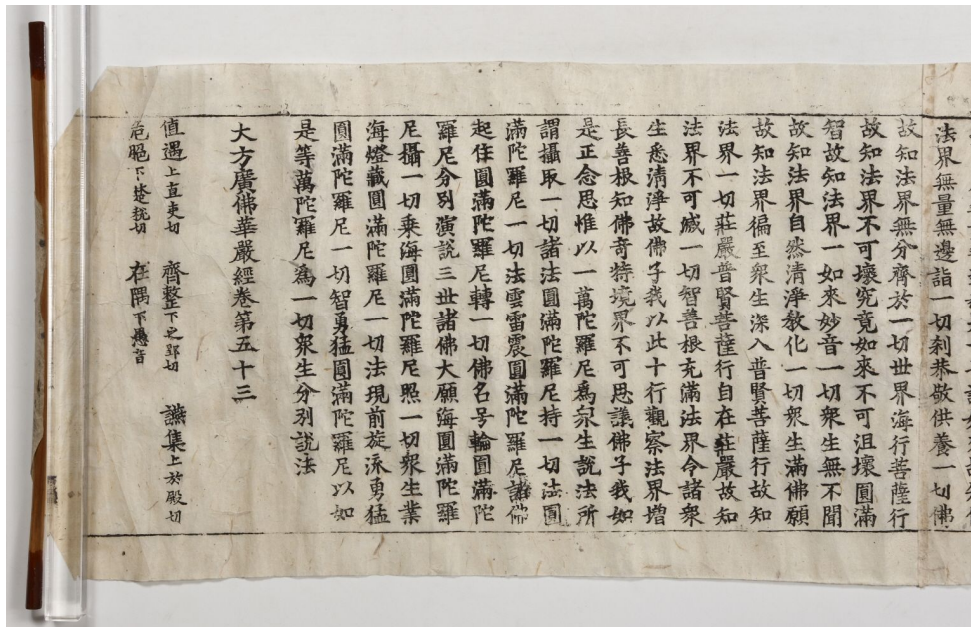 法界無量無邊詣一切刹恭敬供養一切佛
故知法界無分齊於一切世界海行菩薩行
故知法界不可壞究竟如來不可沮壞圓滿
智故知法界一如來妙音一切衆生無不聞
故知法界自然清淨教化一切衆生滿佛願
故知法界徧至衆生深入普賢菩薩行故知
法界一切莊嚴普賢菩薩行自在莊嚴故知
法界不可滅一切智善根充滿法界令諸衆
生悉清淨故佛子我以此十行觀察法界增
長善根知佛奇特境界不可思議佛子我如
是正念思惟以一萬陀羅尼爲衆生說法所
謂攝取一切諸法圓滿陀羅尼持一切法圓
滿陀羅尼一切法雲雷震圓滿陀羅尼諸佛
起住圓滿陀羅尼轉一切佛名号輪圓滿陀
羅尼分別演說三世諸佛大願海圓滿陀羅
尼攝一切乘海圓滿陀羅尼照一切衆生業
海燈藏圓滿陀羅尼一切法現前旋流勇猛
圓滿陀羅尼一切智勇猛圓滿陀羅尼以如
是等萬陀羅尼爲一切衆生分別說法
大方廣佛華嚴經卷第五十三
值遇上直吏切 齊整下之郢切 讌集上於殿切
危脆下楚稅切 在隅下愚音